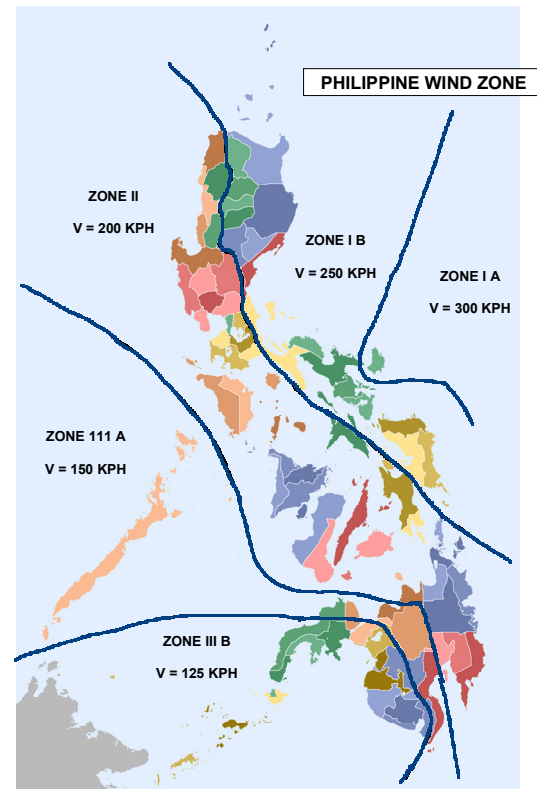 PHILIPPINE WIND ZONE
ZONE II
V = 200 KPH
ZONE I B
V = 250 KPH
ZONE I A
V = 300 KPH
ZONE 111 A
V = 150 KPH
ZONE III B
V = 125 KPH